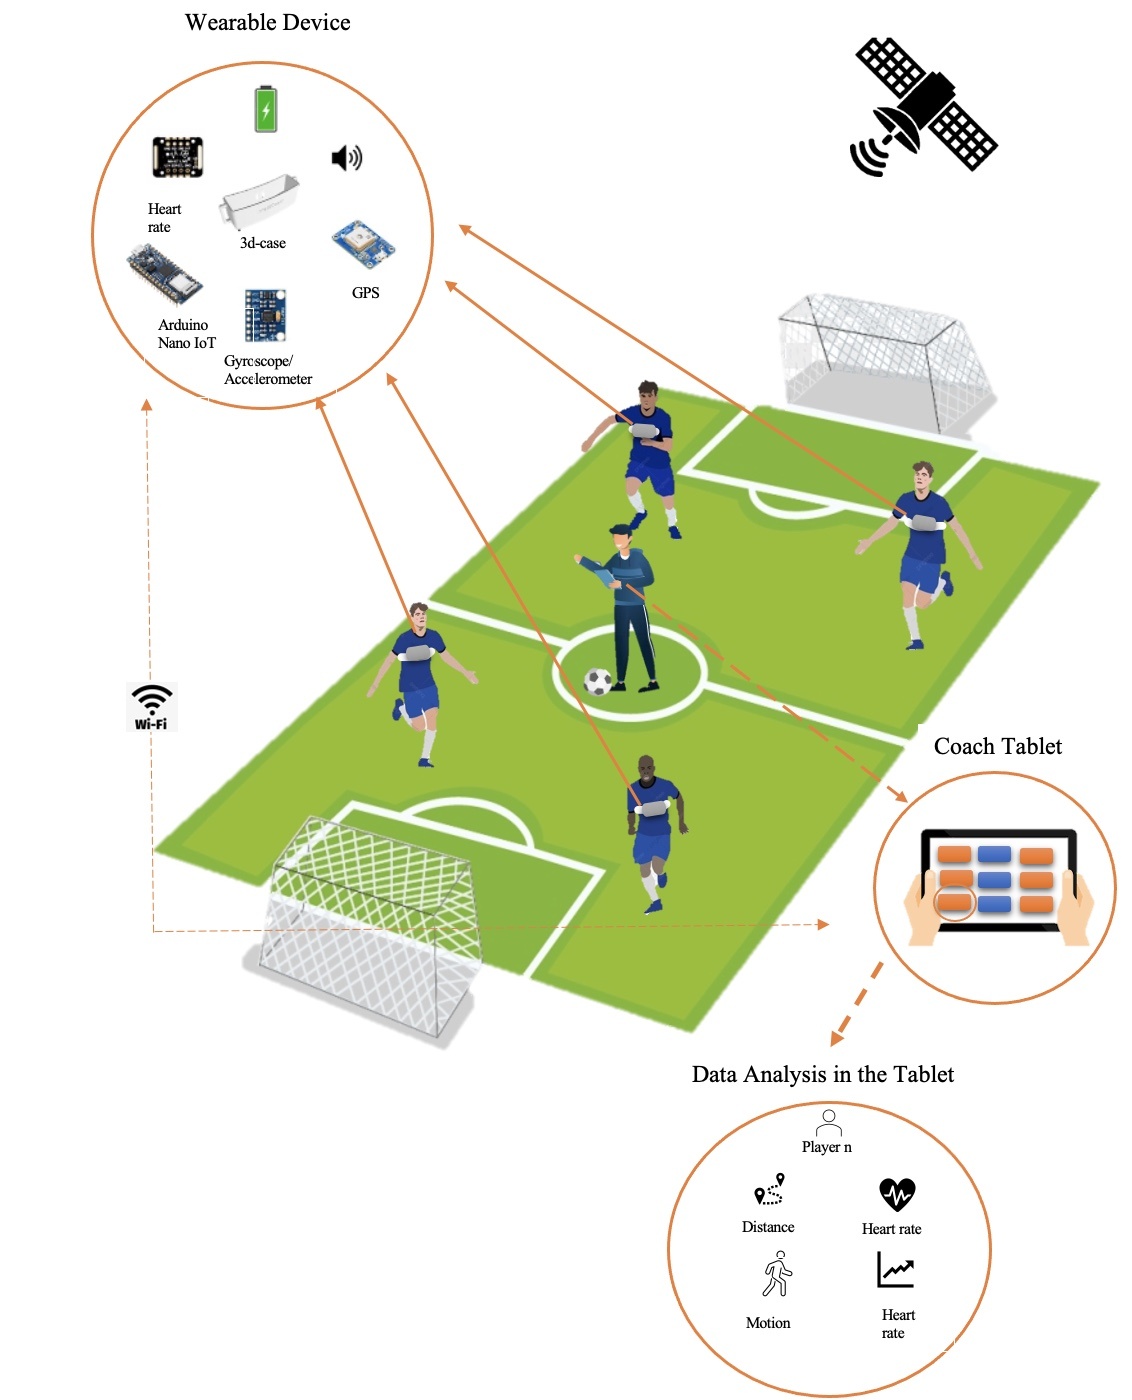 Wearable Device
Heart
rate
3d-case
GPS
Arduino
Nano IoT
Gyroscope/
Accelerometer
Wi-Fi
Coach Tablet
Data Analysis in the Tablet
Player n
Distance
Heart rate
Motion
Heart
rate